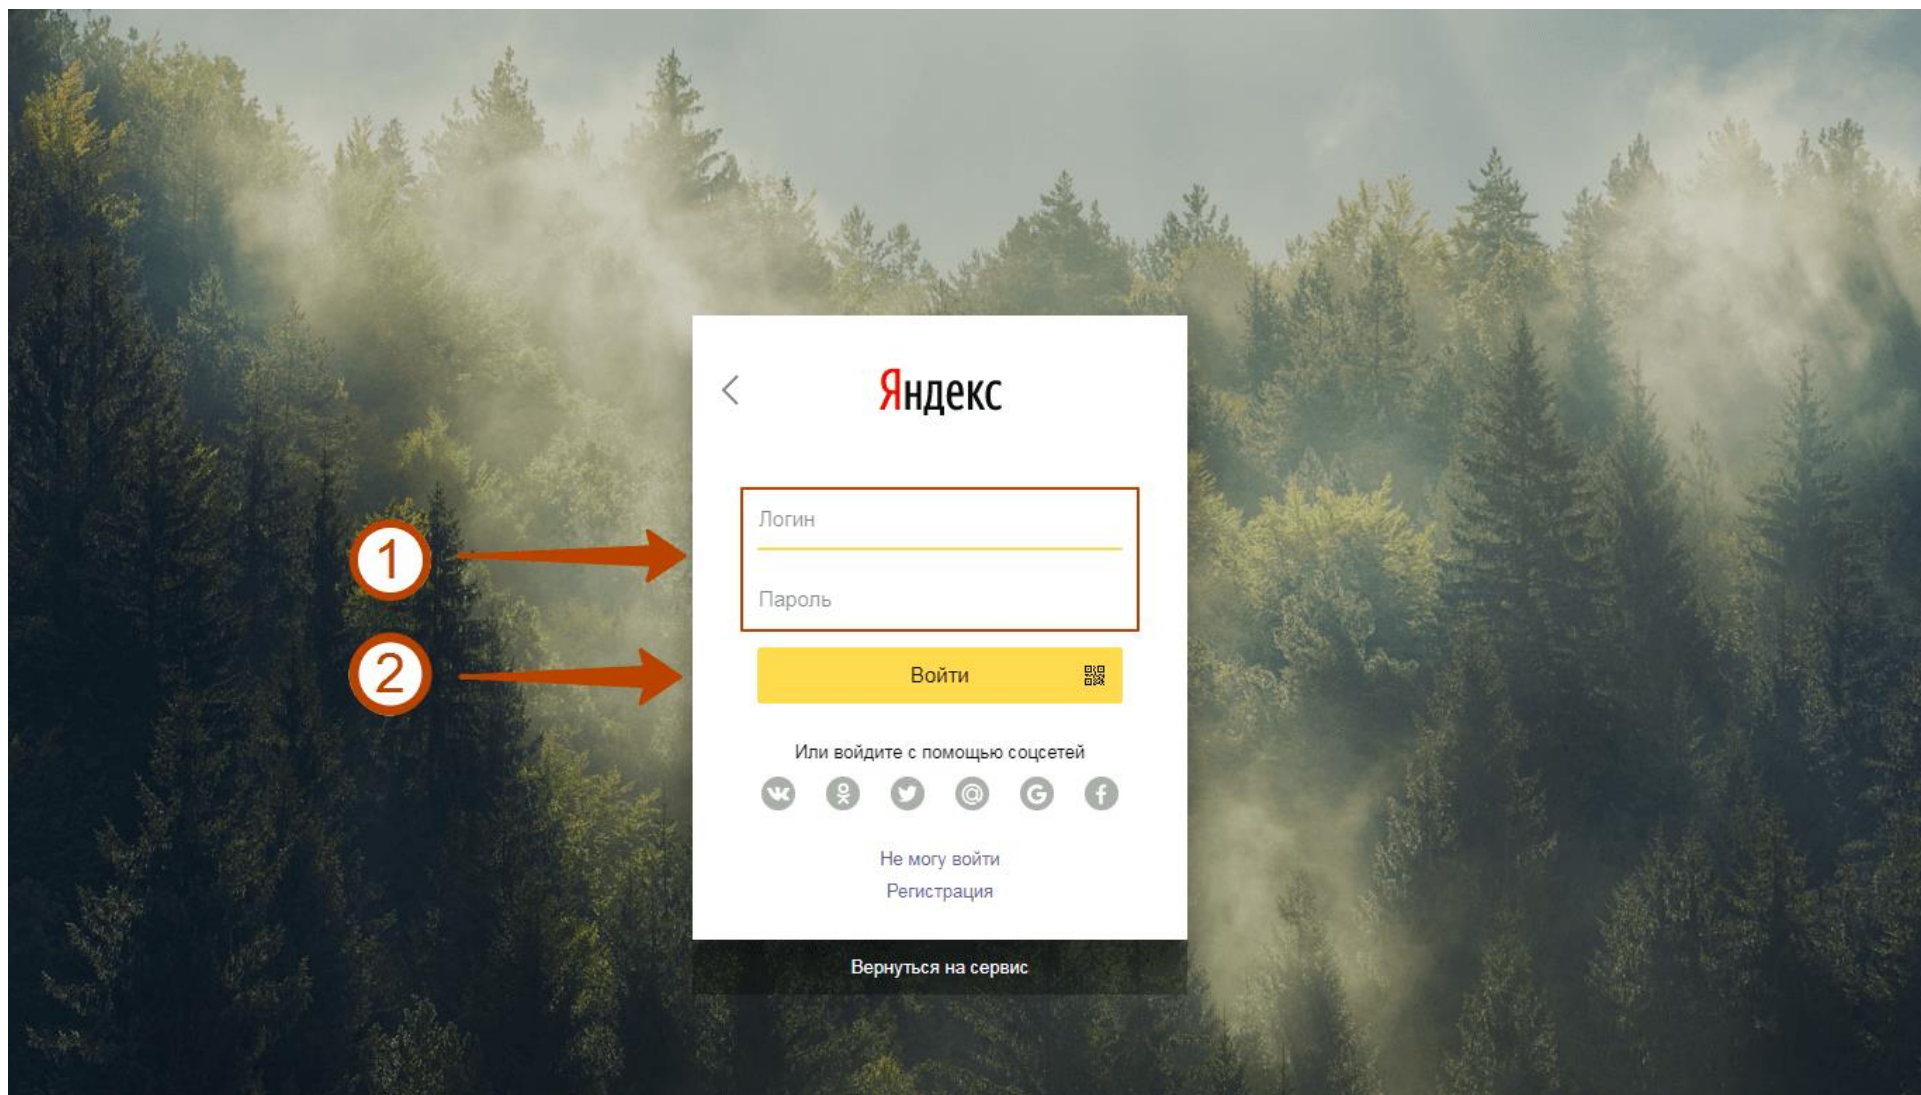 Яндекс
Логин
1
Пароль
2
Войти
Или войдите с помощью соцсетей
Не могу войти
Регистрация
Вернуться на сервис